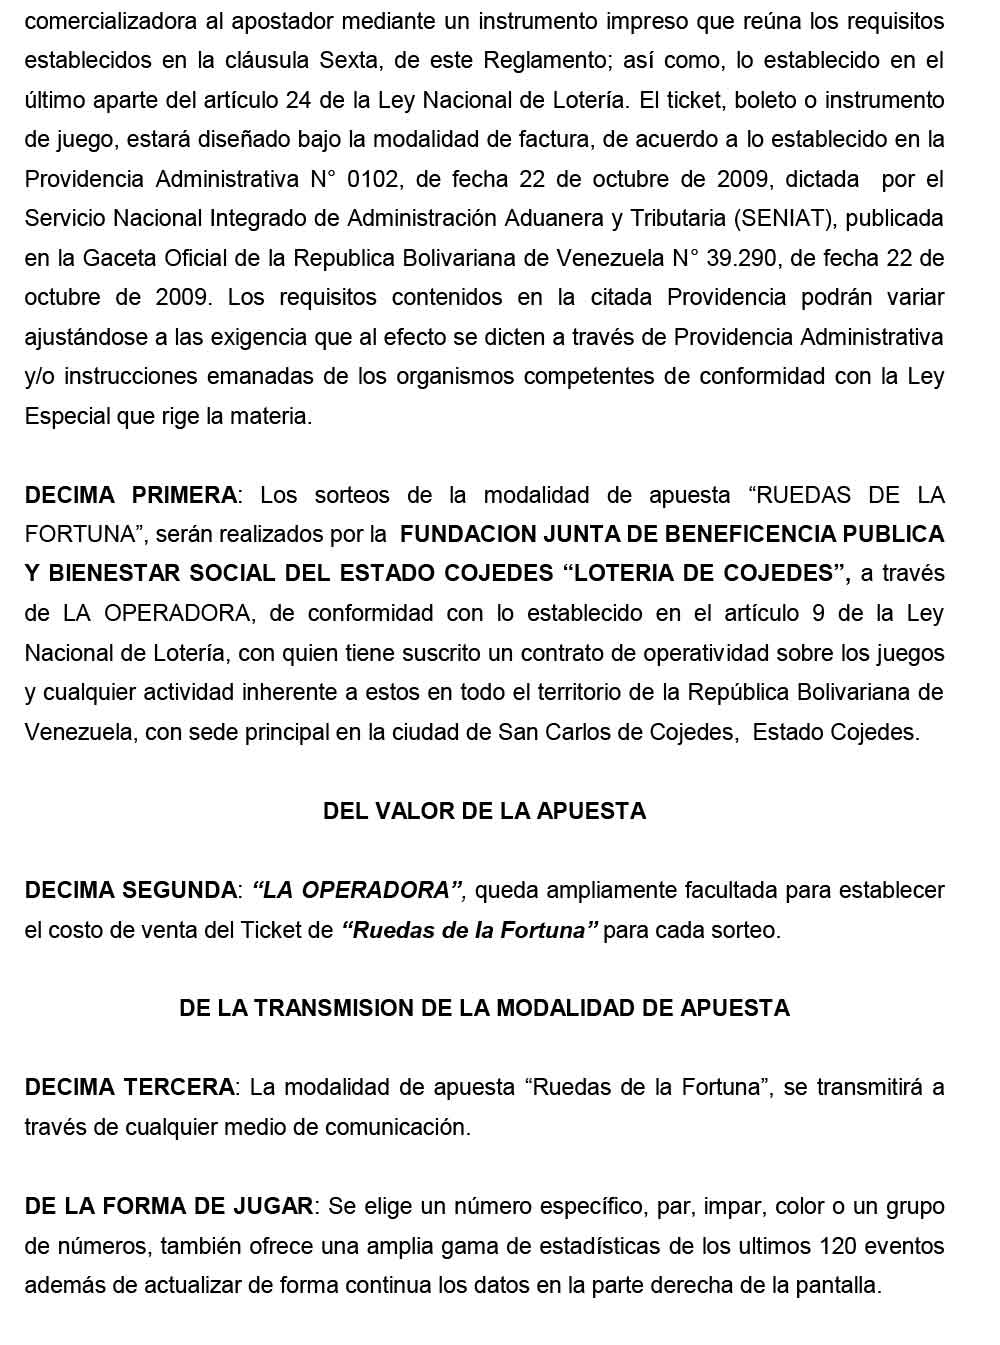 comercializadora al apostador mediante un instrumento impreso que reúna los requisitos
establecidos en la cláusula Sexta, de este Reglamento; así como, lo establecido en el
último aparte del artículo 24 de la Ley Nacional de Lotería. El ticket, boleto o instrumento
de juego, estará diseñado bajo la modalidad de factura, de acuerdo a lo establecido en la
Providencia Administrativa N° 0102, de fecha 22 de octubre de 2009, dictada por el
Servicio Nacional Integrado de Administración Aduanera y Tributaria (SENIAT), publicada
en la Gaceta Oficial de la Republica Bolivariana de Venezuela N° 39.290, de fecha 22 de
octubre de 2009. Los requisitos contenidos en la citada Providencia podrán variar
ajustándose a las exigencia que al efecto se dicten a través de Providencia Administrativa
y/o instrucciones emanadas de los organismos competentes de conformidad con la Ley
Especial que rige la materia.
DECIMA PRIMERA: Los sorteos de la modalidad de apuesta “RUEDAS DE LA
FORTUNA”, serán realizados por la FUNDACION JUNTA DE BENEFICENCIA PUBLICA
Y BIENESTAR SOCIAL DEL ESTADO COJEDES “LOTERIA DE COJEDES”, a través
de LA OPERADORA, de conformidad con lo establecido en el artículo 9 de la Ley
Nacional de Lotería, con quien tiene suscrito un contrato de operatividad sobre los juegos
y cualquier actividad inherente a estos en todo el territorio de la República Bolivariana de
Venezuela, con sede principal en la ciudad de San Carlos de Cojedes, Estado Cojedes.
DEL VALOR DE LA APUESTA
DECIMA SEGUNDA: “LA OPERADORA”, queda ampliamente facultada para establecer
el costo de venta del Ticket de “Ruedas de la Fortuna” para cada sorteo.
DE LA TRANSMISION DE LA MODALIDAD DE APUESTA
DECIMA TERCERA: La modalidad de apuesta “Ruedas de la Fortuna”, se transmitirá a
través de cualquier medio de comunicación.
DE LA FORMA DE JUGAR: Se elige un número específico, par, impar, color o un grupo
de números, también ofrece una amplia gama de estadísticas de los ultimos 120 eventos
además de actualizar de forma continua los datos en la parte derecha de la pantalla.